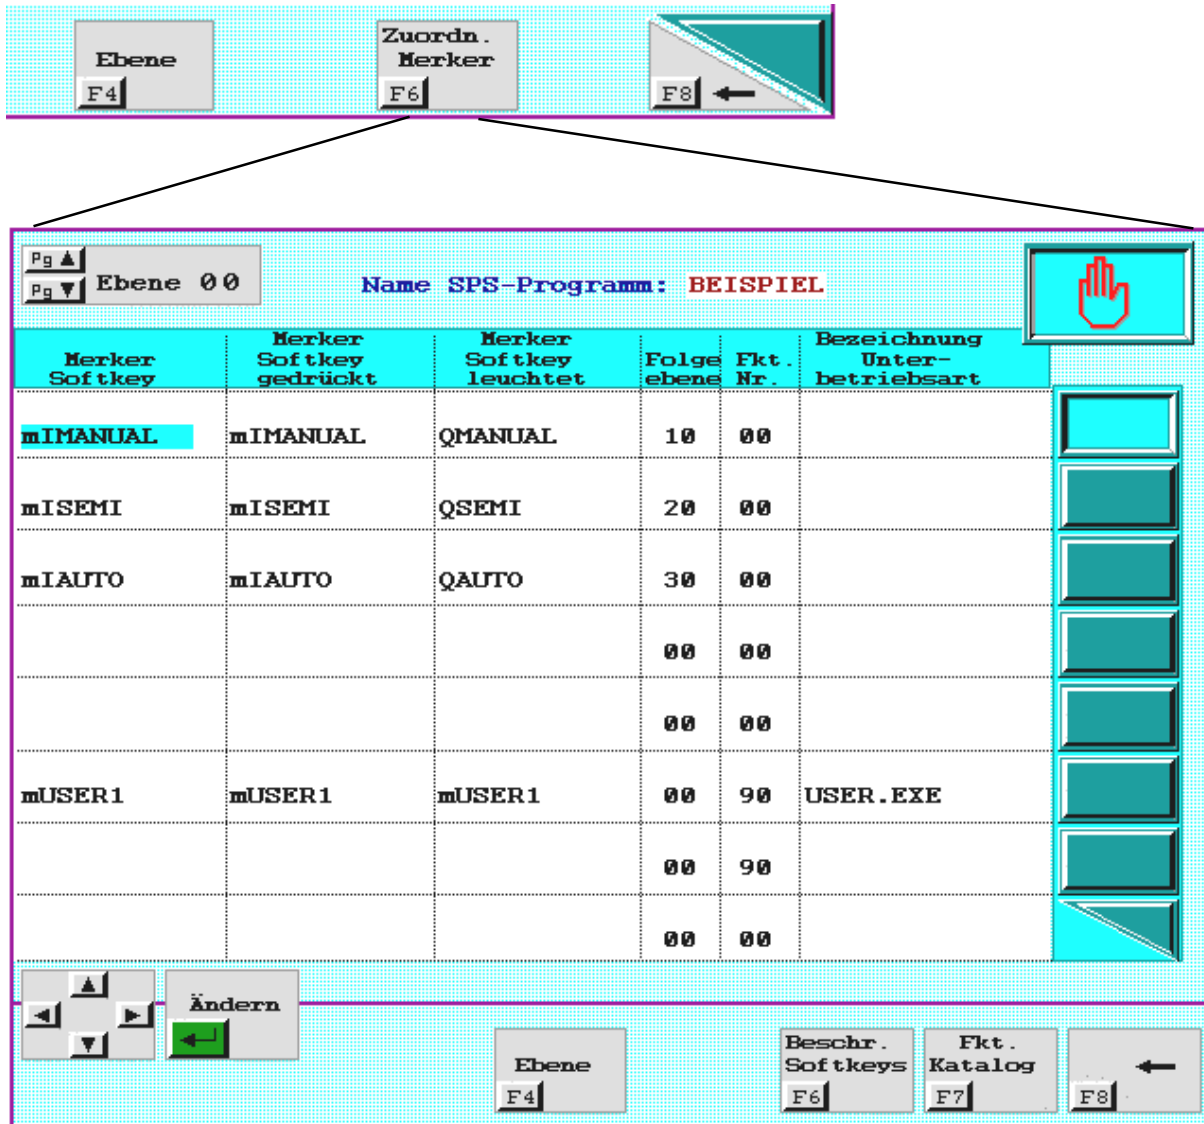 Ebene
F4
Zuordn.
Merker
F6
F8
Pg
Pg
Ebene 00
Name SPS-Programm: BEISPIEL
Merker
Softkey
Merker
Softkey
gedrückt
Merker
Softkey
leuchtet
Folge
ebene
Fkt.
Nr.
Bezeichnung
Unter-
betriebsart
mIMANUAL mIMANUAL QMANUAL 10 00
mISEMI mISEMI QSEMI 20 00
mIAUTO mIAUTO QAUTO 30 00
00 00
00 00
mUSER1 mUSER1 mUSER1 00 90 USER.EXE
00 90
00 00
Ändern
Ebene
F4
Beschr.
Softkeys
F6
Fkt.
Katalog
F7
F8